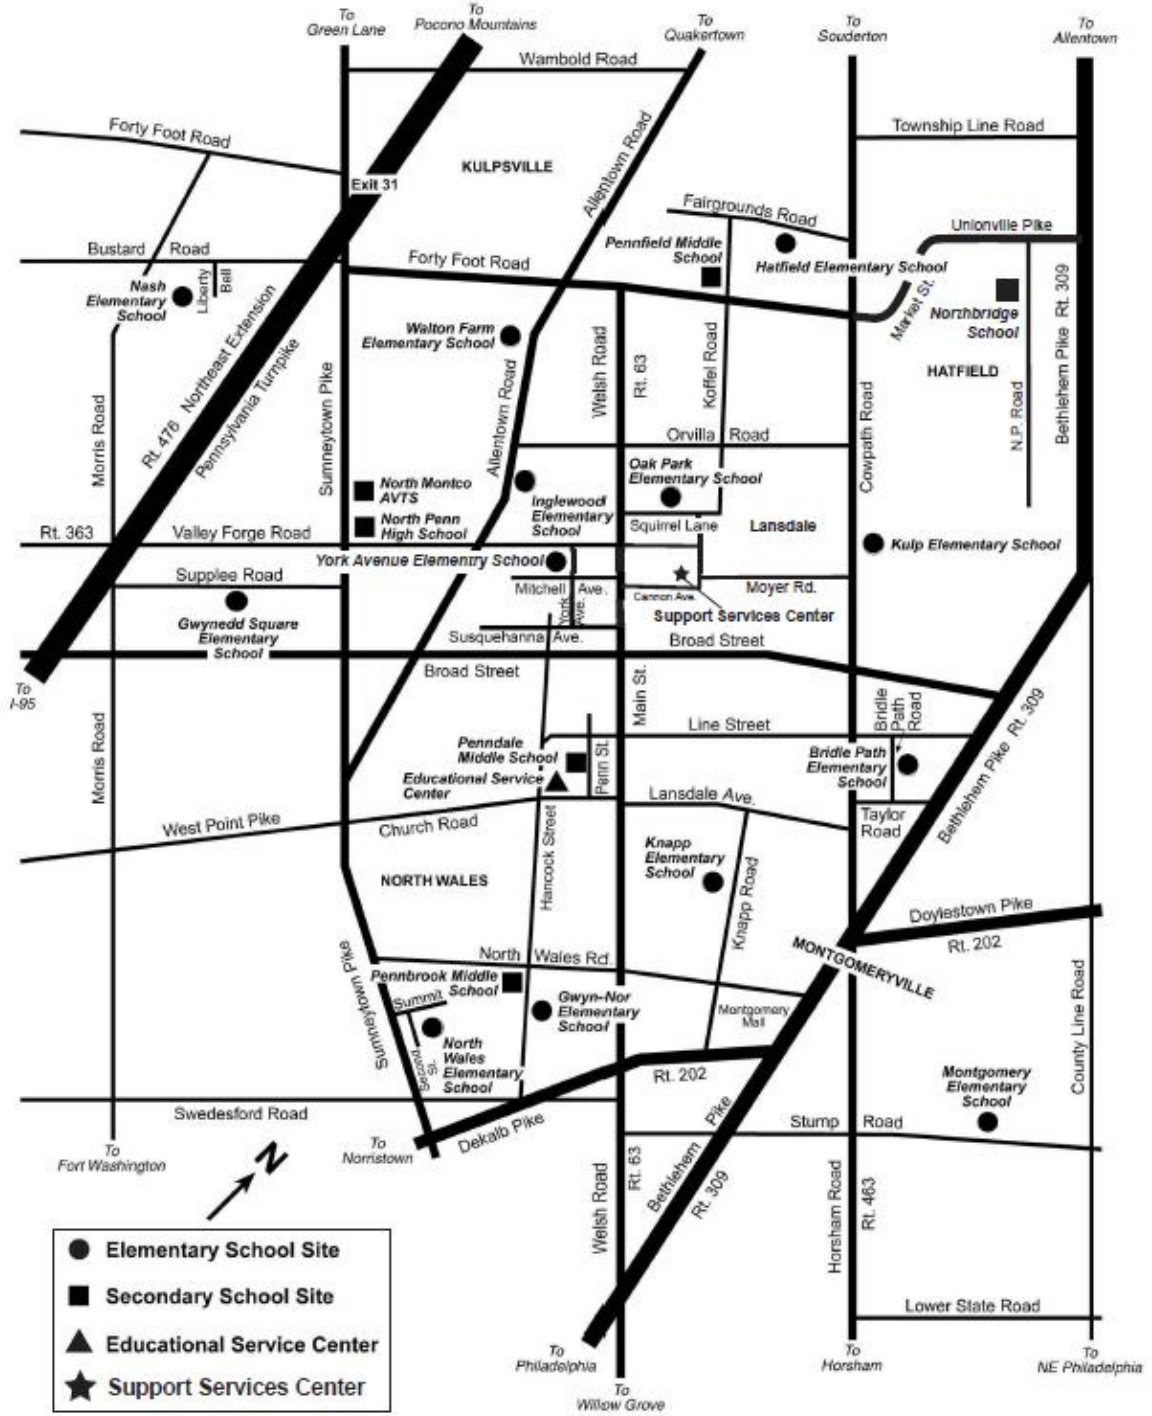 To
Green Lane
To
Pocono Mountains
To
Quakertown
To
Souderton
To
Allentown
Wambold Road
Forty Foot Road
Township Line Road
KULPSVILLE
Allentown Road
Exit 31
Fairgrounds Road
Unionville Pike
Bustard Road
Pennfield Middle
School
Hatfield Elementary School
Forty Foot Road
Liberty
Bell
Nash
Elementary
School
Market St.
Northbridge
School
Bethlehem Pike Rt. 309
Walton Farm
Elementary School
Rt. 476 Northeast Extension
Pennsylvania Turnpike
Welsh Road
Rt. 63
Koffel Road
HATFIELD
Sumneytown Pike
Allentown Road
Morris Road
Cowpath Road
N.P. Road
Orvilla Road
Oak Park
Elementary School
North Montco
AVTS
Inglewood
Elementary
School
North Penn
High School
Squirrel Lane
Lansdale
Rt. 363
Valley Forge Road
Kulp Elementary School
York Avenue Elementry School
Supplee Road
Mitchell Ave.
York
Ave.
Cannon Ave.
Moyer Rd.
Support Services Center
Gwynedd Square
Elementary
School
Susquehanna Ave.
Broad Street
Broad Street
To
I-95
Main St.
Bridle
Path
Road
Bethlehem Pike Rt. 309
Line Street
Morris Road
Penndale
Middle School
Penn St.
Bridle Path
Elementary
School
Educational Service
Center
Lansdale Ave.
Taylor
Road
West Point Pike
Church Road
Hancock Street
Knapp
Elementary
School
Knapp Road
NORTH WALES
Doylestown Pike
Rt. 202
MONTGOMERYVILLE
North Wales Rd.
Sumneytown Pike
Pennbrook Middle
School
Summit
Gwyn-Nor
Elementary
School
Montgomery
Mall
Second
St.
North
Wales
Elementary
School
County Line Road
Rt. 202
Montgomery
Elementary
School
Swedesford Road
Dekalb Pike
Stump Road
To
Fort Washington
To
Norristown
N
Bethlehem Pike
Rt. 309
Welsh Road
Rt. 63
Horsham Road
Rt. 463
Elementary School Site
Secondary School Site
Educational Service Center
Support Services Center
Lower State Road
To
Philadelphia
To
Willow Grove
To
Horsham
To
NE Philadelphia